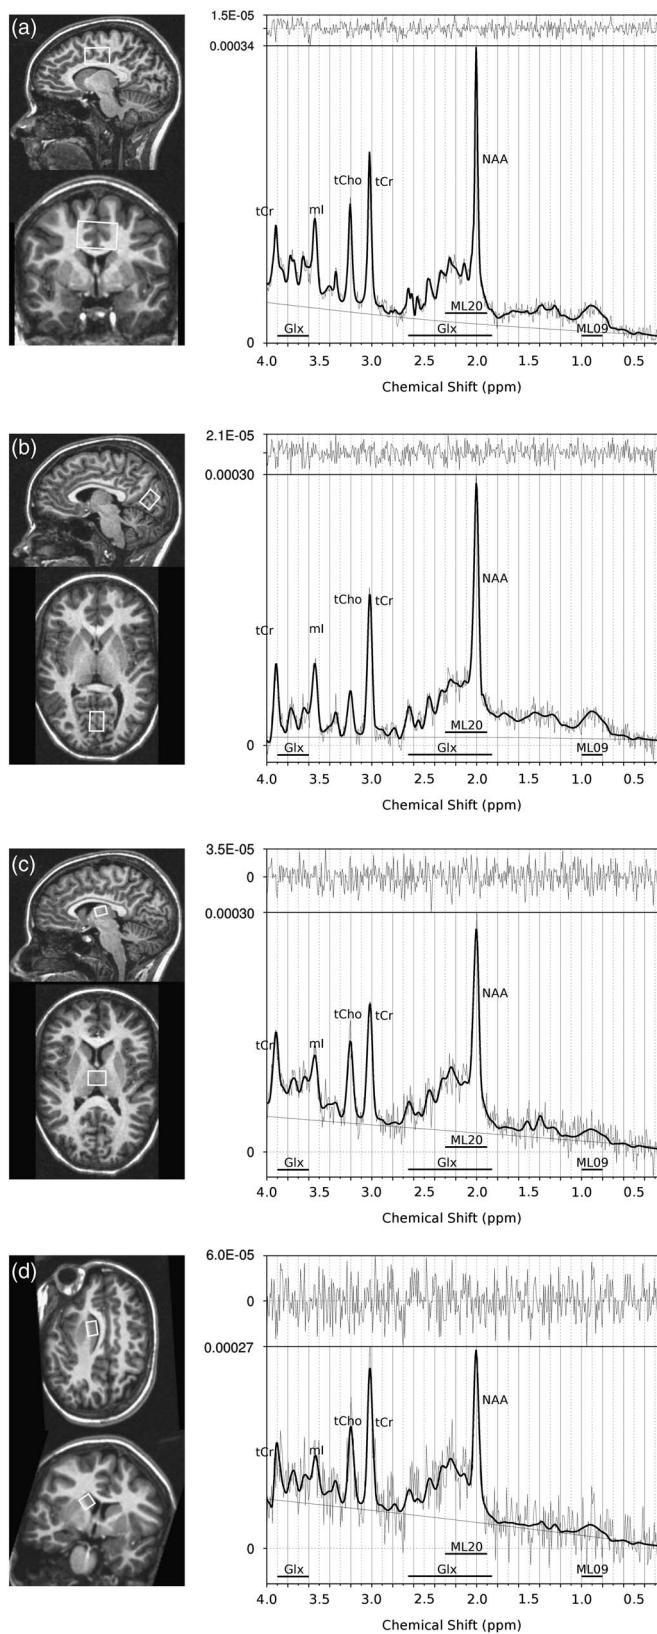 (a)
1.5E-05
0.00034
NAA
tCho
tCr
tCr
mI
ML20
Glx
Glx
ML09
0
4.0 3.5 3.0 2.5 2.0 1.5 1.0 0.5
Chemical Shift (ppm)
(b)
2.1E-05
0.00030
NAA
tCho
tCr
tCr
mI
ML20
0
Glx
Glx
ML09
4.0 3.5 3.0 2.5 2.0 1.5 1.0 0.5
Chemical Shift (ppm)
(c)
3.5E-05
0
0.00030
NAA
tCho
tCr
tCr
mI
ML20
0
Glx
Glx
ML09
4.0 3.5 3.0 2.5 2.0 1.5 1.0 0.5
Chemical Shift (ppm)
(d)
6.0E-05
0
0.00027
NAA
tCho
tCr
tCr
mI
ML20
0
Glx
Glx
ML09
4.0 3.5 3.0 2.5 2.0 1.5 1.0 0.5
Chemical Shift (ppm)